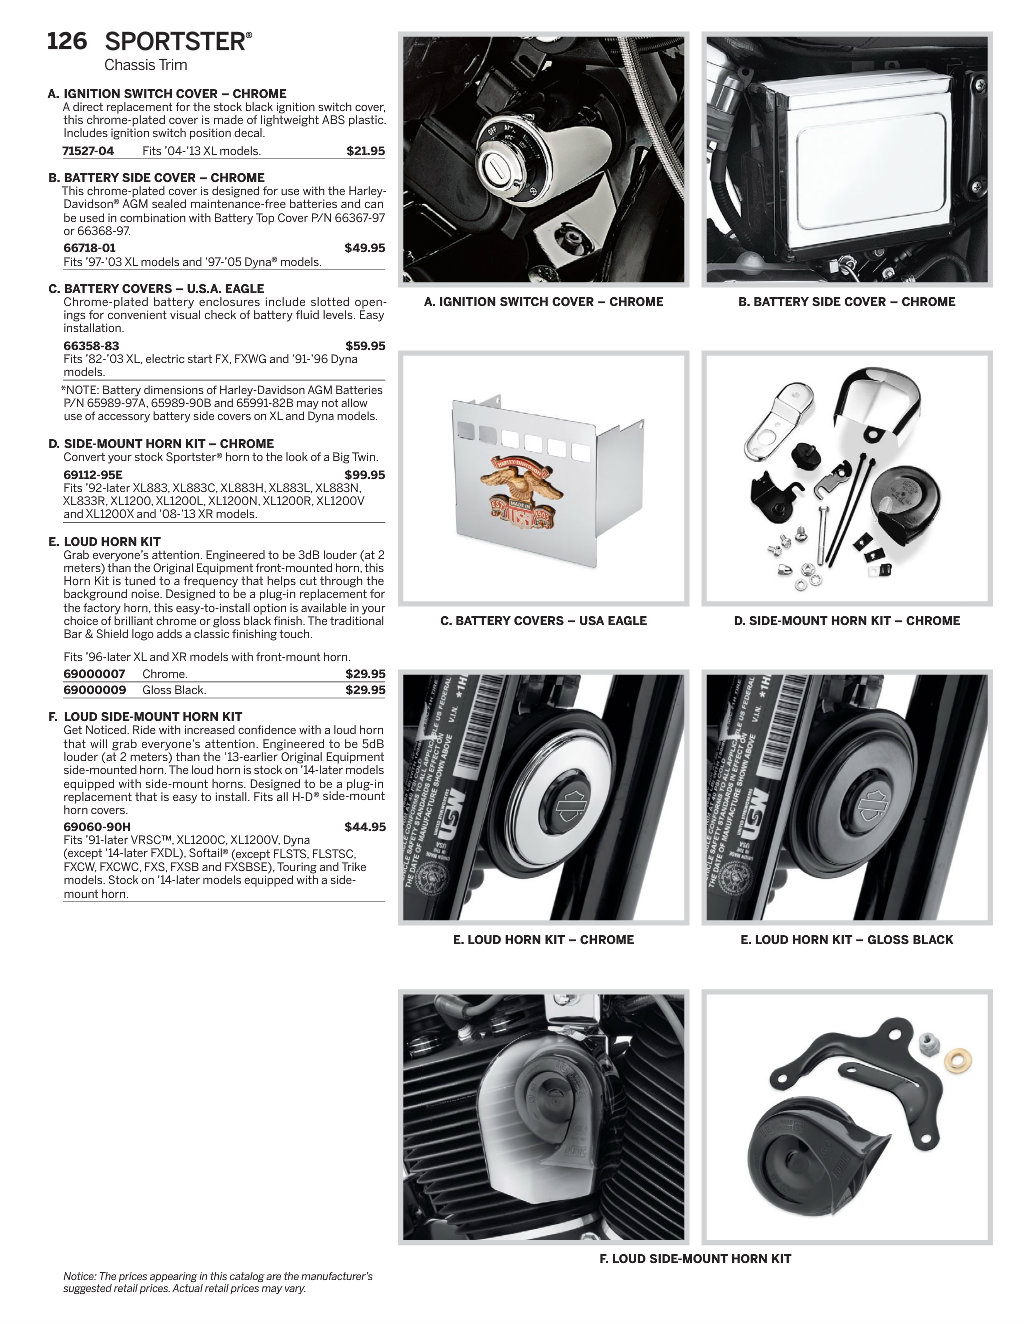 126 SPORTSTER®
Chassis Trim
A. IGNITION SWITCH COVER – CHROME
A direct replacement for the stock black ignition switch cover,
this chrome-plated cover is made of lightweight ABS plastic.
Includes ignition switch position decal.
71527-04 Fits '04-'13 XL models. $21.95
B. BATTERY SIDE COVER – CHROME
This chrome-plated cover is designed for use with the Harley-
Davidson® AGM sealed maintenance-free batteries and can
be used in combination with Battery Top Cover P/N 66367-97
or 66368-97.
66718-01 $49.95
Fits '97-'03 XL models and '97-'05 Dyna® models.
C. BATTERY COVERS – U.S.A. EAGLE
Chrome-plated battery enclosures include slotted open-
ings for convenient visual check of battery fluid levels. Easy
installation.
66358-83 $59.95
Fits '82-'03 XL, electric start FX, FXWG and '91-'96 Dyna
models.
*NOTE: Battery dimensions of Harley-Davidson AGM Batteries
P/N 65989-97A, 65989-90B and 65991-82B may not allow
use of accessory battery side covers on XL and Dyna models.
D. SIDE-MOUNT HORN KIT – CHROME
Convert your stock Sportster® horn to the look of a Big Twin.
69112-95E $99.95
Fits '92-later XL883, XL883C, XL883H, XL883L, XL883N,
XL833R, XL1200, XL1200L, XL1200N, XL1200R, XL1200V
and XL1200X and '08-'13 XR models.
E. LOUD HORN KIT
Grab everyone's attention. Engineered to be 3dB louder (at 2
meters) than the Original Equipment front-mounted horn, this
Horn Kit is tuned to a frequency that helps cut through the
background noise. Designed to be a plug-in replacement for
the factory horn, this easy-to-install option is available in your
choice of brilliant chrome or gloss black finish. The traditional
Bar & Shield logo adds a classic finishing touch.
Fits '96-later XL and XR models with front-mount horn.
69000007 Chrome. $29.95
69000009 Gloss Black. $29.95
F. LOUD SIDE-MOUNT HORN KIT
Get Noticed. Ride with increased confidence with a loud horn
that will grab everyone's attention. Engineered to be 5dB
louder (at 2 meters) than the '13-earlier Original Equipment
side-mounted horn. The loud horn is stock on '14-later models
equipped with side-mount horns. Designed to be a plug-in
replacement that is easy to install. Fits all H-D® side-mount
horn covers.
69060-90H $44.95
Fits '91-later VRSC™, XL1200C, XL1200V, Dyna
(except '14-later FXDL), Softail® (except FLSTS, FLSTSC,
FXCW, FXCWC, FXS, FXSB and FXSBSE), Touring and Trike
models. Stock on '14-later models equipped with a side-
mount horn.
Notice: The prices appearing in this catalog are the manufacturer's
suggested retail prices. Actual retail prices may vary.
OFF
A. IGNITION SWITCH COVER – CHROME
B. BATTERY SIDE COVER – CHROME
MADE IN
USA
C. BATTERY COVERS – USA EAGLE
D. SIDE-MOUNT HORN KIT – CHROME
V.I.N. *1H
MANUFACTURE SHOWN ABOVE
THE DATE OF
USA
E. LOUD HORN KIT – CHROME
V.I.N. *1H
MANUFACTURE SHOWN ABOVE
THE DATE OF
USA
E. LOUD HORN KIT – GLOSS BLACK
F. LOUD SIDE-MOUNT HORN KIT